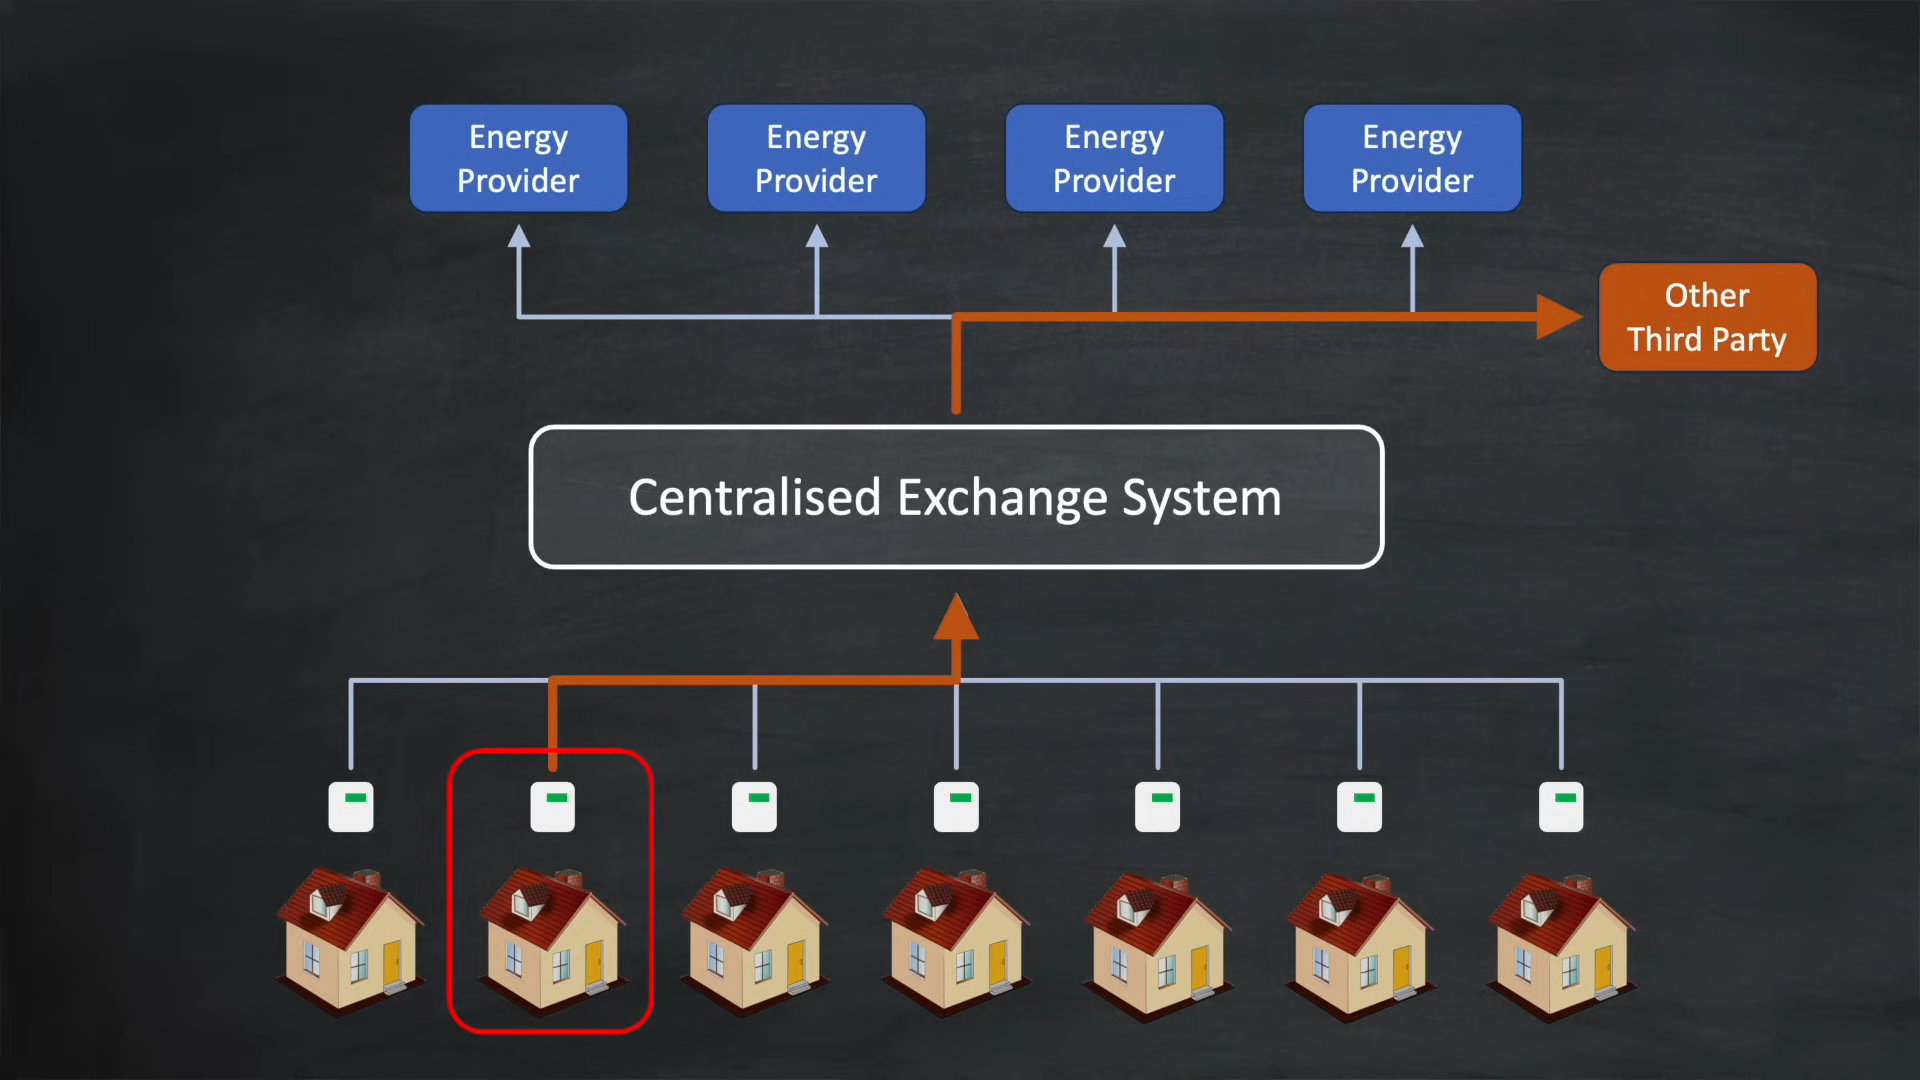 Energy
Provider
Energy
Provider
Energy
Provider
Energy
Provider
Other
Third Party
Centralised Exchange System